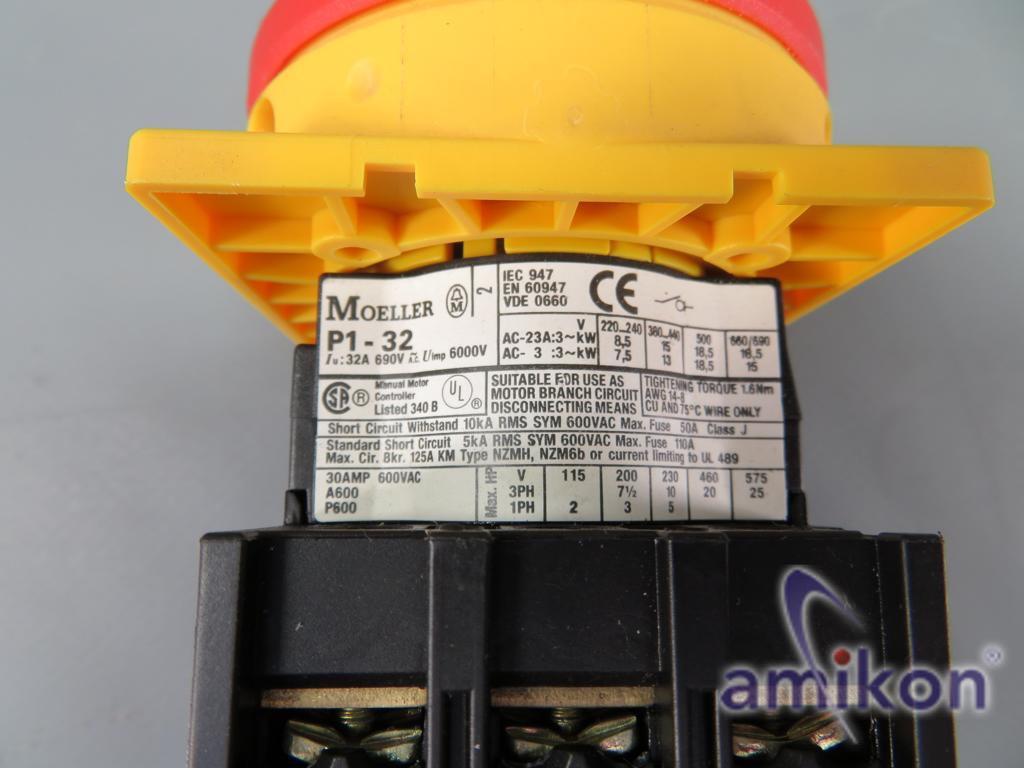 MOELLER
M
2
IEC 947
EN 60947
VDE 0660
CE
P1-32
Iu:32A 690V Uimp 6000V
V 220...240 380...440 500 660/690
AC-23A:3~kW 8,5 15 18,5 18,5
AC- 3 :3~kW 7,5 13 18,5 15
SA ®
Manual Motor
Controller
Listed 340 B
UL
SUITABLE FOR USE AS
MOTOR BRANCH CIRCUIT
DISCONNECTING MEANS
TIGHTENING TORQUE 1.6Nm
AWG 14-8
CU AND 75°C WIRE ONLY
Short Circuit Withstand 10kA RMS SYM 600VAC Max. Fuse 50A Class J
Standard Short Circuit 5kA RMS SYM 600VAC Max. Fuse 110A
Max. Cir. Bkr. 125A KM Type NZMH, NZM6b or current limiting to UL 489
30AMP 600VAC
A600
P600
Max. HP
V 115 200 230 460 575
3PH 7½ 10 20 25
1PH 2 3 5
amikon®